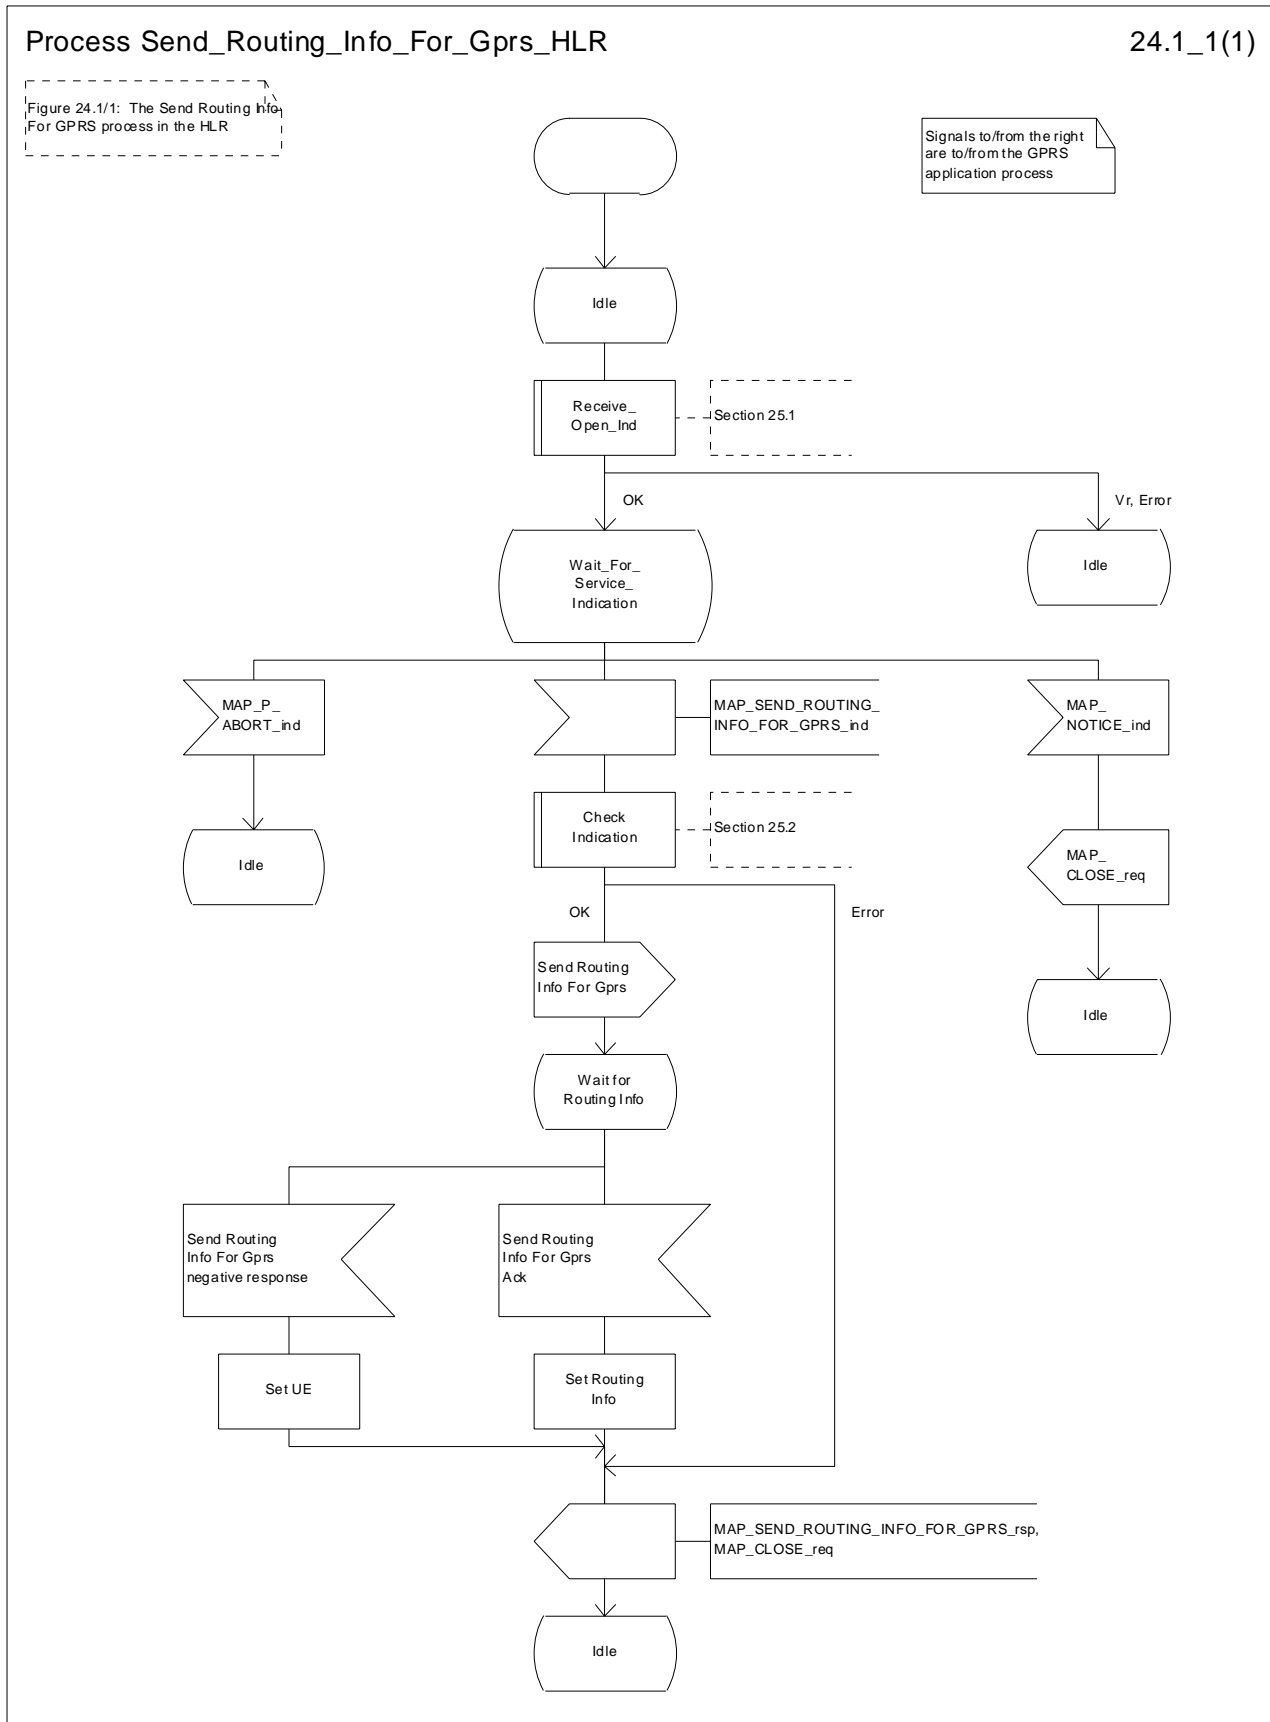 Process Send_Routing_Info_For_Gprs_HLR
24.1_1(1)
Figure 24.1/1: The Send Routing Info
For GPRS process in the HLR
Signals to/from the right
are to/from the GPRS
application process
Idle
Receive_
Open_Ind
Section 25.1
OK
Vr, Error
Wait_For_
Service_
Indication
Idle
MAP_P_
ABORT_ind
MAP_SEND_ROUTING_
INFO_FOR_GPRS_ind
MAP_
NOTICE_ind
Check
Indication
Section 25.2
Idle
MAP_
CLOSE_req
OK
Error
Send Routing
Info For Gprs
Idle
Wait for
Routing Info
Send Routing
Info For Gprs
negative response
Send Routing
Info For Gprs
Ack
Set UE
Set Routing
Info
MAP_SEND_ROUTING_INFO_FOR_GPRS_rsp,
MAP_CLOSE_req
Idle